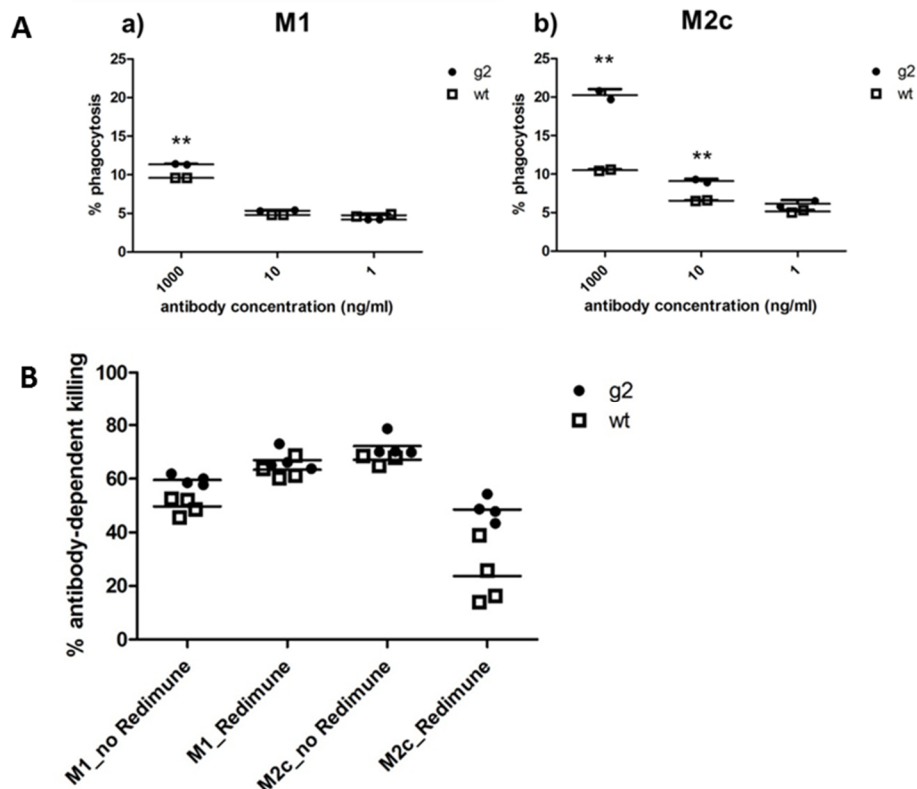 A
a)
M1
% phagocytosis
25
20
15
10
5
0
**
1000
10
1
antibody concentration (ng/ml)
g2
wt
b)
M2c
% phagocytosis
25
20
15
10
5
0
**
**
1000
10
1
antibody concentration (ng/ml)
g2
wt
B
% antibody-dependent killing
100
80
60
40
20
0
M1_no Redimune
M1_Redimune
M2c_no Redimune
M2c_Redimune
g2
wt